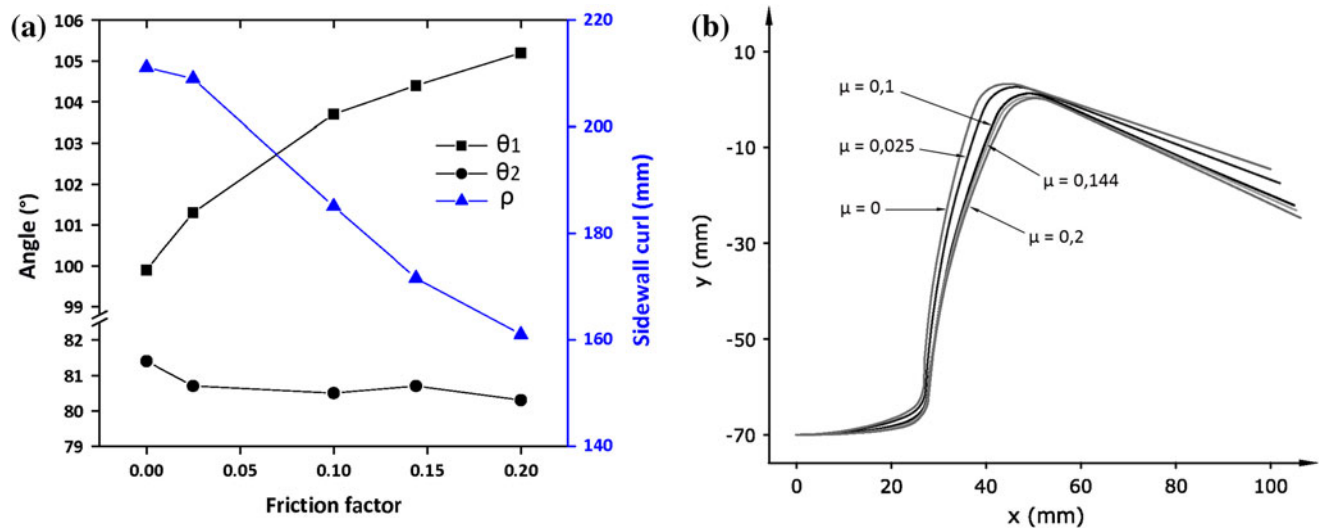 (a)
106
105
104
103
102
101
100
99
82
81
80
79
Angle (°)
0.00 0.05 0.10 0.15 0.20
Friction factor
θ1
θ2
ρ
220
200
180
160
140
Sidewall curl (mm)
(b)
10
-10
-30
-50
-70
y (mm)
μ = 0,1
μ = 0,025
μ = 0
μ = 0,144
μ = 0,2
0 20 40 60 80 100
x (mm)